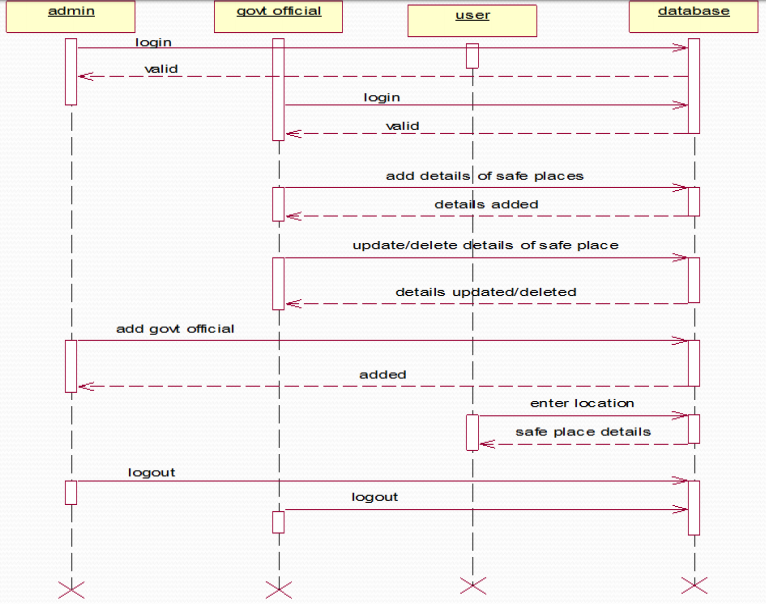 admin
govt official
user
database
login
valid
login
valid
add details of safe places
details added
update/delete details of safe place
details updated/deleted
add govt official
added
enter location
safe place details
logout
logout